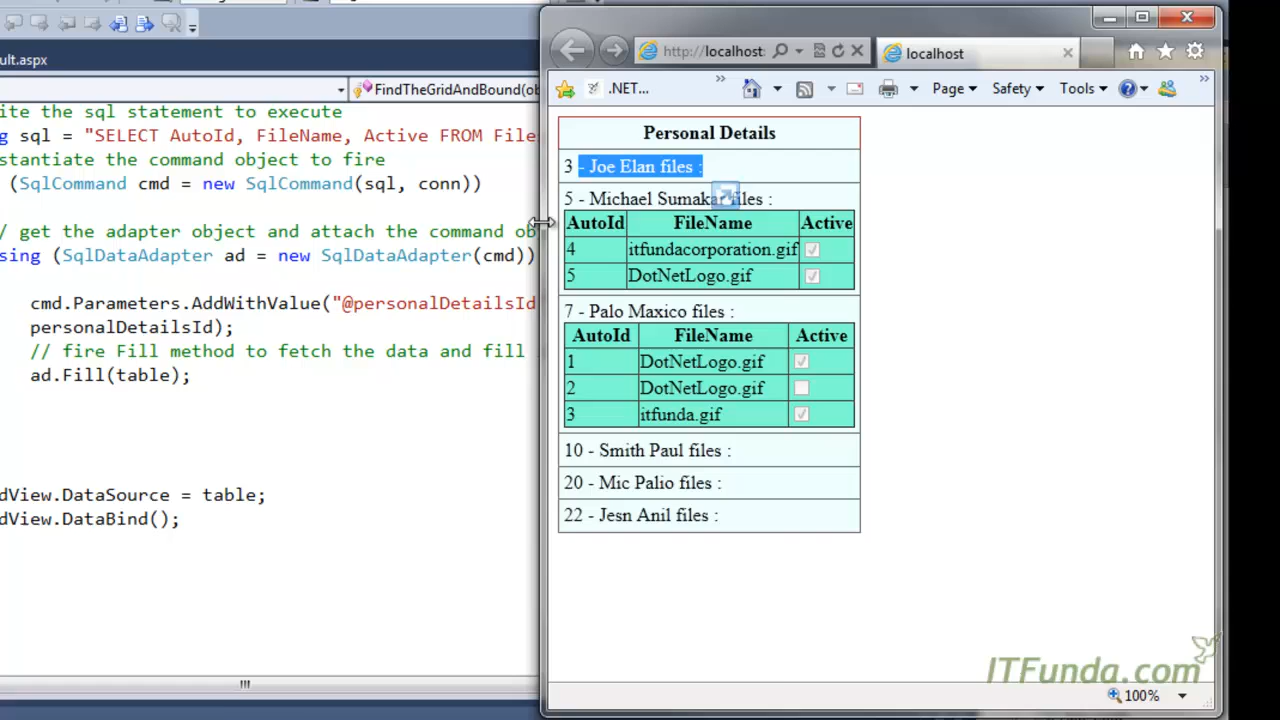 ult.aspx
FindTheGridAndBound(ob
ite the sql statement to execute
g sql = "SELECT AutoId, FileName, Active FROM File
stantiate the command object to fire
(SqlCommand cmd = new SqlCommand(sql, conn))
/ get the adapter object and attach the command ob
sing (SqlDataAdapter ad = new SqlDataAdapter(cmd))
cmd.Parameters.AddWithValue("@personalDetailsId
personalDetailsId);
// fire Fill method to fetch the data and fill
ad.Fill(table);
dView.DataSource = table;
dView.DataBind();
http://localhost:
localhost
.NET...
Page Safety Tools
Personal Details
3 - Joe Elan files :
5 - Michael Sumakar files :
AutoId FileName Active
4 itfundacorporation.gif
5 DotNetLogo.gif
7 - Palo Maxico files :
AutoId FileName Active
1 DotNetLogo.gif
2 DotNetLogo.gif
3 itfunda.gif
10 - Smith Paul files :
20 - Mic Palio files :
22 - Jesn Anil files :
ITFunda.com
100%